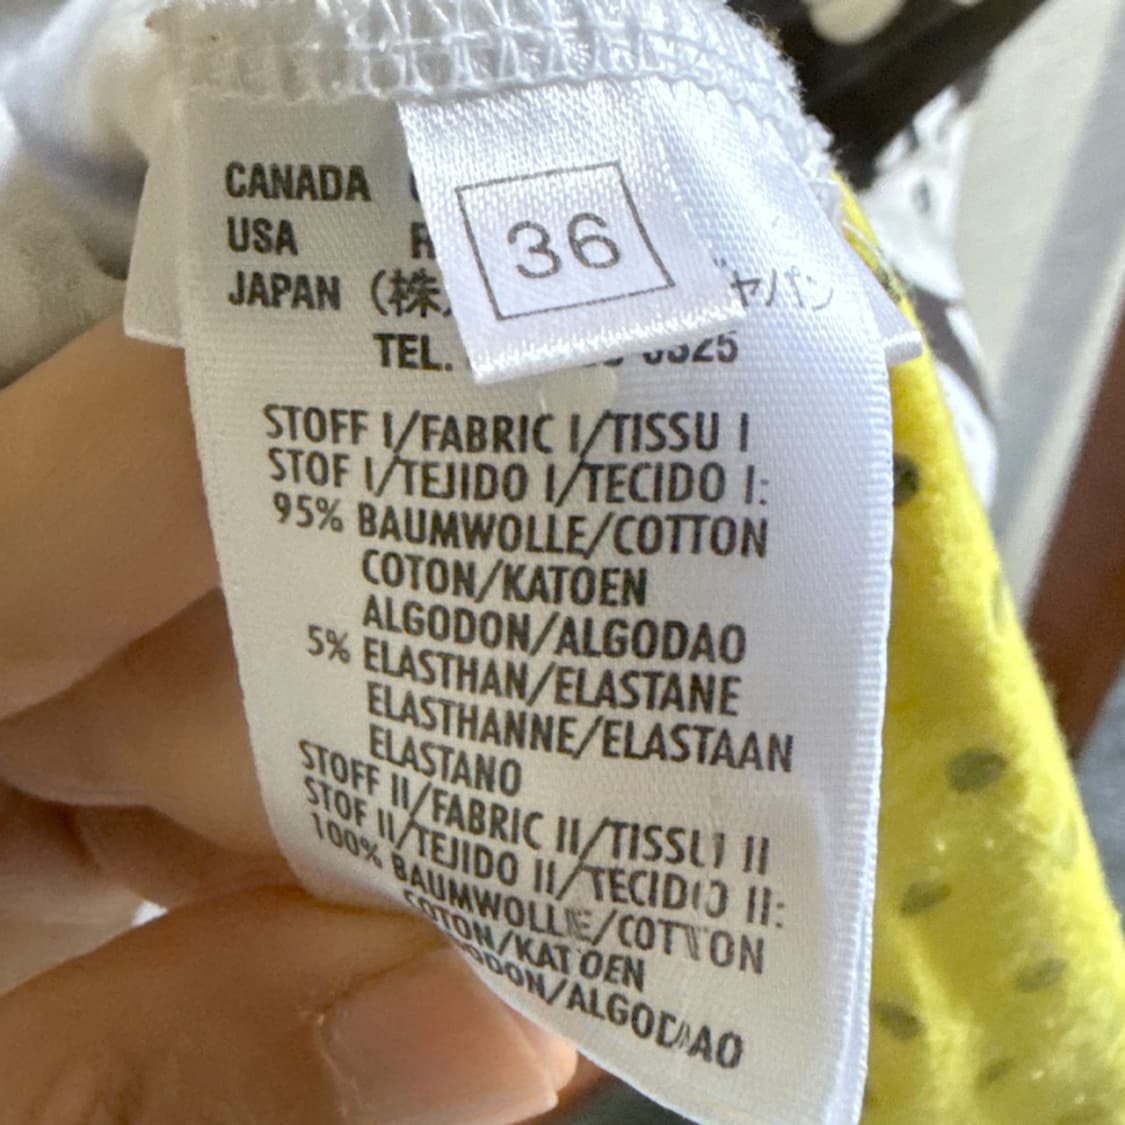 CANADA
USA
JAPAN (株
ヤパン
TEL.
36
STOFF I/FABRIC I/TISSU I
STOF I/TEJIDO I/TECIDO I:
95% BAUMWOLLE/COTTON
COTON/KATOEN
ALGODON/ALGODAO
5% ELASTHAN/ELASTANE
ELASTHANNE/ELASTAAN
ELASTANO
STOFF II/FABRIC II/TISSU II
STOF II/TEJIDO II/TECIDO II:
100% BAUMWOLLE/COTTON
COTON/KATOEN
ODON/ALGODAO